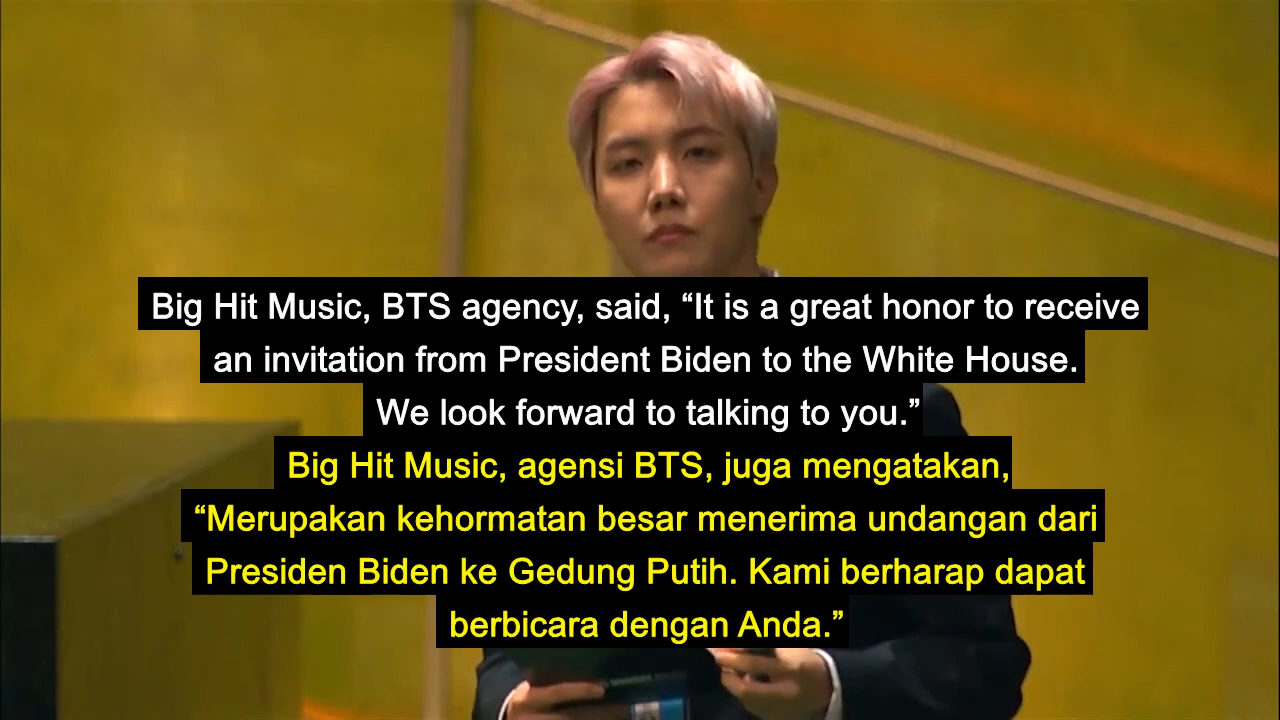 Big Hit Music, BTS agency, said, “It is a great honor to receive
an invitation from President Biden to the White House.
We look forward to talking to you.”
Big Hit Music, agensi BTS, juga mengatakan,
“Merupakan kehormatan besar menerima undangan dari
Presiden Biden ke Gedung Putih. Kami berharap dapat
berbicara dengan Anda.”